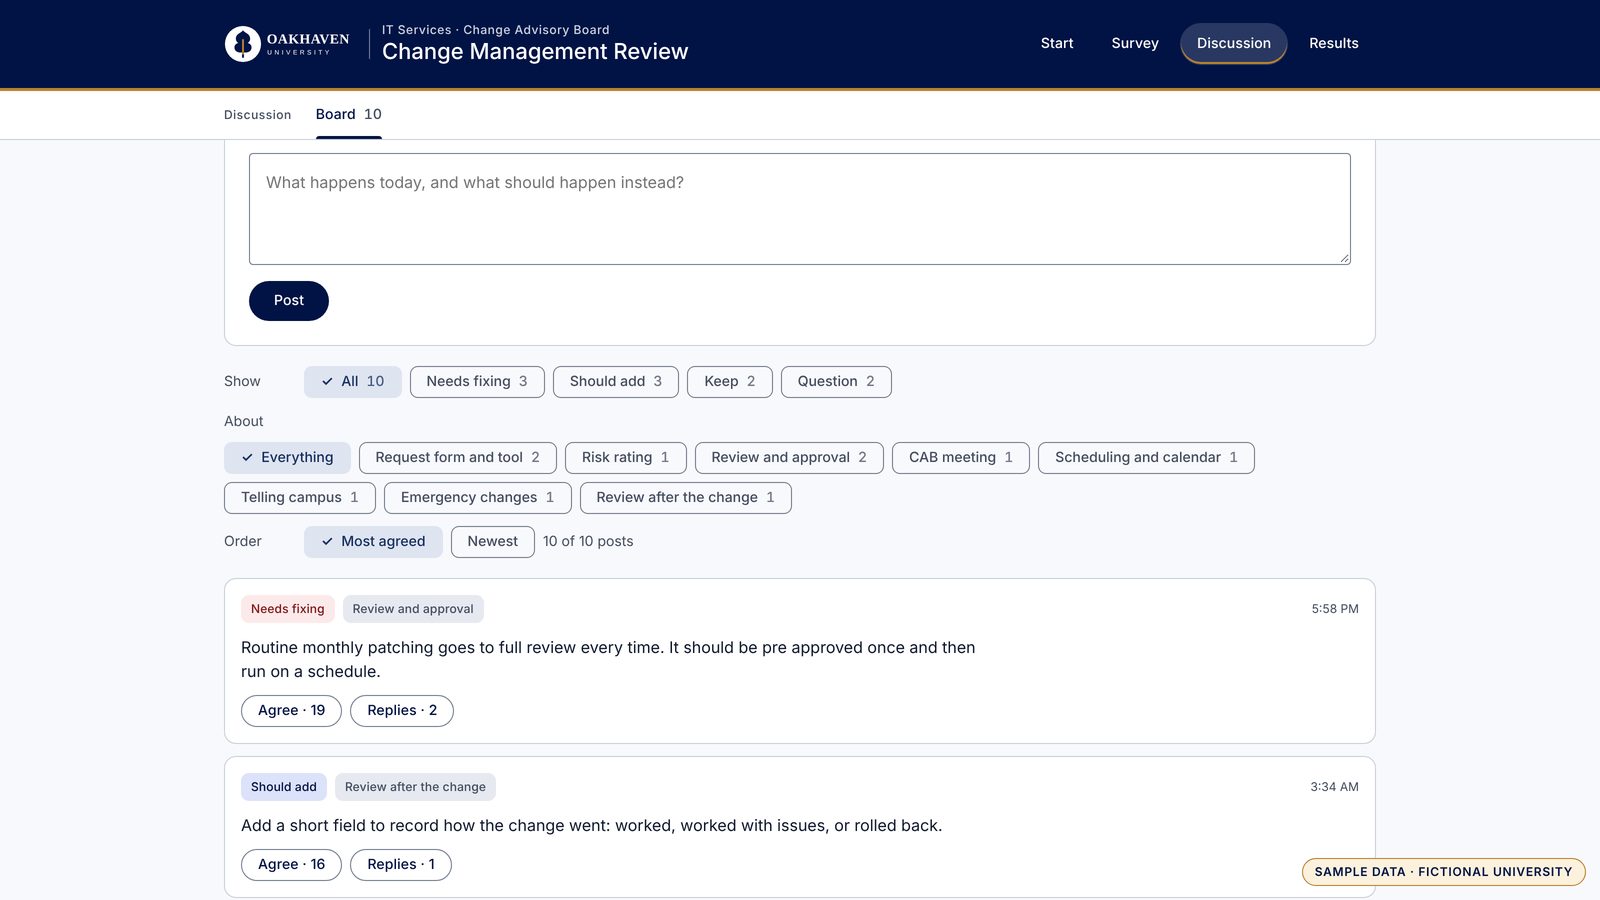 OAKHAVEN
UNIVERSITY
IT Services · Change Advisory Board
Change Management Review
Start
Survey
Discussion
Results
Discussion
Board 10
What happens today, and what should happen instead?
Post
Show
All 10
Needs fixing 3
Should add 3
Keep 2
Question 2
About
Everything
Request form and tool 2
Risk rating 1
Review and approval 2
CAB meeting 1
Scheduling and calendar 1
Telling campus 1
Emergency changes 1
Review after the change 1
Order
Most agreed
Newest
10 of 10 posts
Needs fixing
Review and approval
5:58 PM
Routine monthly patching goes to full review every time. It should be pre approved once and then
run on a schedule.
Agree · 19
Replies · 2
Should add
Review after the change
3:34 AM
Add a short field to record how the change went: worked, worked with issues, or rolled back.
Agree · 16
Replies · 1
SAMPLE DATA · FICTIONAL UNIVERSITY